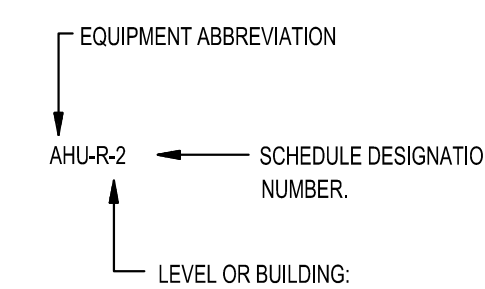 EQUIPMENT ABBREVIATION
AHU-R-2
SCHEDULE DESIGNATIO
NUMBER.
LEVEL OR BUILDING: